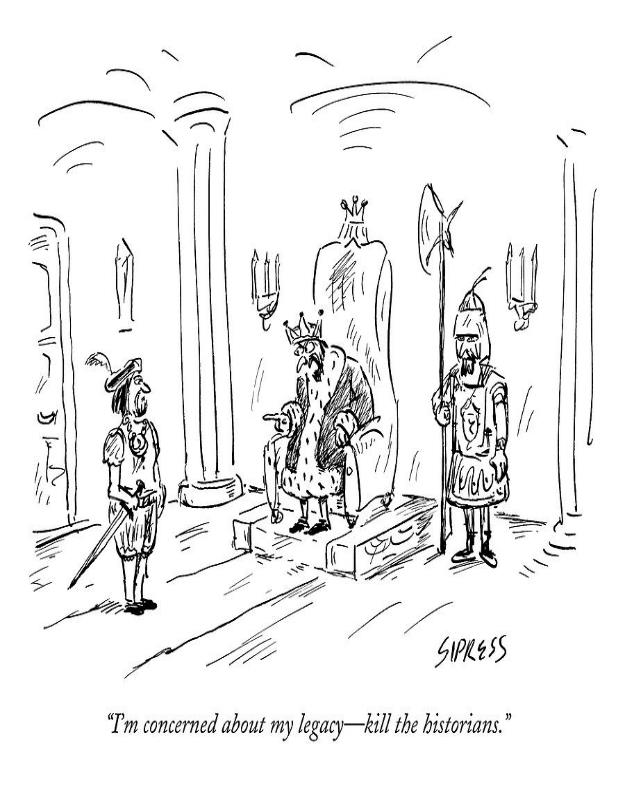 SIPRESS
“I’m concerned about my legacy—kill the historians.”